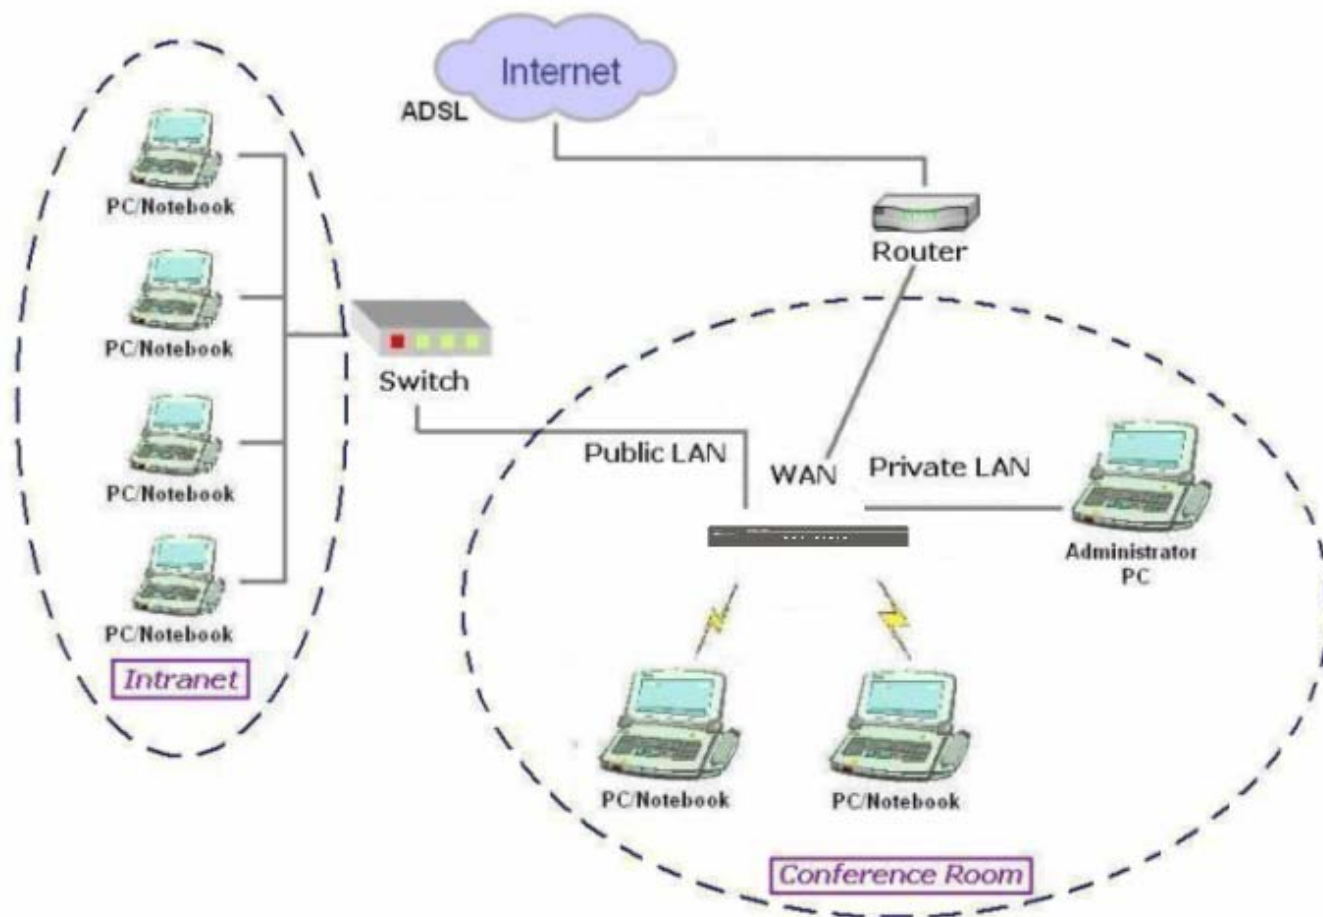 Internet
ADSL
PC/Notebook
Router
PC/Notebook
Switch
Public LAN
WAN
Private LAN
PC/Notebook
Administrator
PC
PC/Notebook
Intranet
PC/Notebook
PC/Notebook
Conference Room